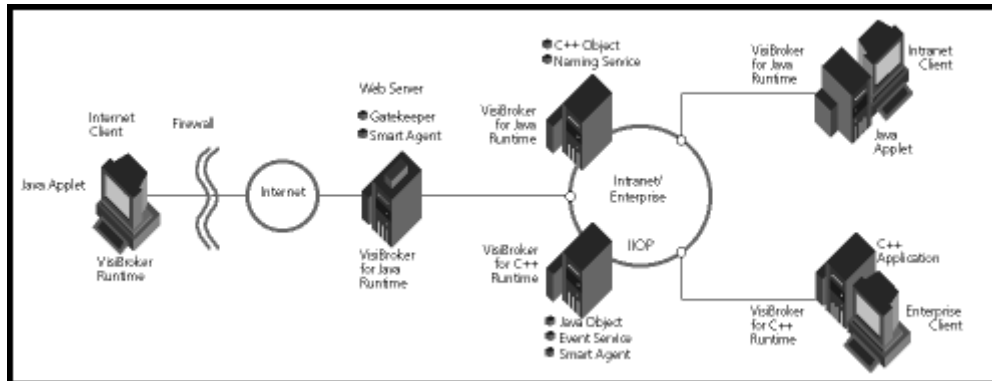 Internet
Client
Java Applet
VisiBroker
Runtime
Firewall
Internet
Web Server
Gatekeeper
Smart Agent
VisiBroker
for Java
Runtime
C++ Object
Naming Service
VisiBroker
for Java
Runtime
Intranet/
Enterprise
IIOP
VisiBroker
for C++
Runtime
Java Object
Event Service
Smart Agent
VisiBroker
for Java
Runtime
Intranet
Client
Java
Applet
C++
Application
VisiBroker
for C++
Runtime
Enterprise
Client